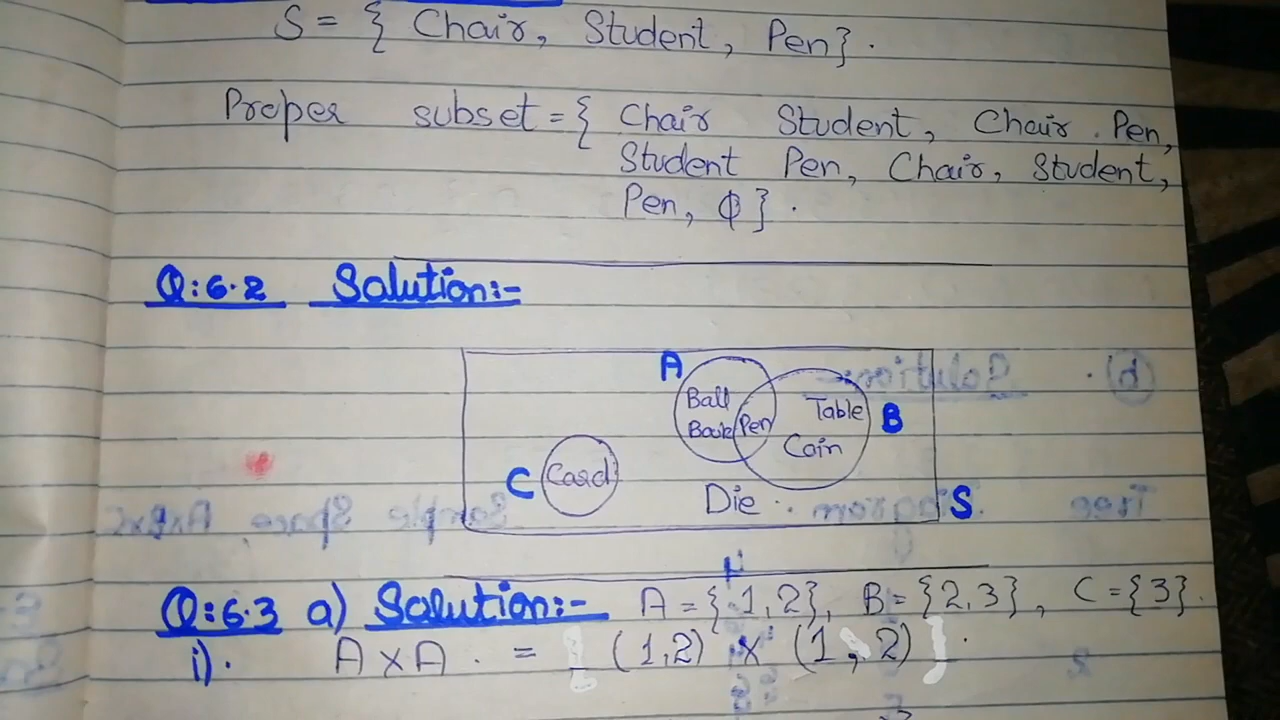 S = { Chair, Student, Pen}.
Proper subset = { Chair Student, Chair Pen,
Student Pen, Chair, Student,
Pen, Φ}.
Q:6.2 Solution:-
A
Ball Table
Book Pen B
Coin
C Card
Die S
Q:6.3 a) Solution:- A = {1,2}, B = {2,3}, C = {3}.
i). A x A . = (1,2) x (1, 2) .